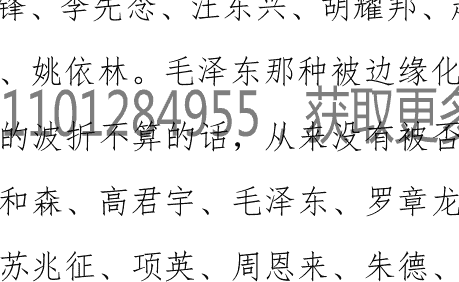 锋、李先念、汪东兴、胡耀邦、
、姚依林。毛泽东那种被边缘化
1101284955，获取更多
的波折不算的话，从来没有被否
和森、高君宇、毛泽东、罗章龙
苏兆征、项英、周恩来、朱德、